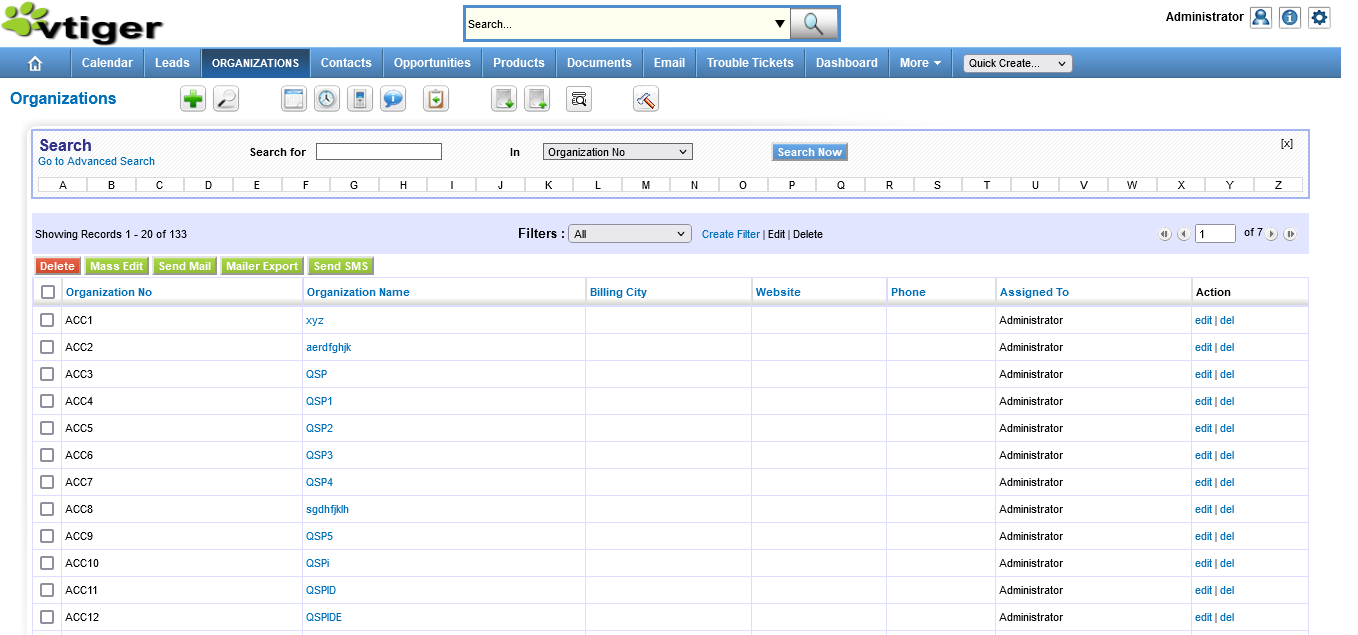 vtiger
Search...
Administrator
Calendar Leads ORGANIZATIONS Contacts Opportunities Products Documents Email Trouble Tickets Dashboard More Quick Create...
Organizations
Search
Go to Advanced Search
Search for In Organization No Search Now [x]
A B C D E F G H I J K L M N O P Q R S T U V W X Y Z
Showing Records 1 - 20 of 133 Filters : All Create Filter | Edit | Delete 1 of 7
Delete Mass Edit Send Mail Mailer Export Send SMS
Organization No Organization Name Billing City Website Phone Assigned To Action
ACC1 xyz Administrator edit | del
ACC2 aerdfghjk Administrator edit | del
ACC3 QSP Administrator edit | del
ACC4 QSP1 Administrator edit | del
ACC5 QSP2 Administrator edit | del
ACC6 QSP3 Administrator edit | del
ACC7 QSP4 Administrator edit | del
ACC8 sgdhfjklh Administrator edit | del
ACC9 QSP5 Administrator edit | del
ACC10 QSPi Administrator edit | del
ACC11 QSPID Administrator edit | del
ACC12 QSPIDE Administrator edit | del